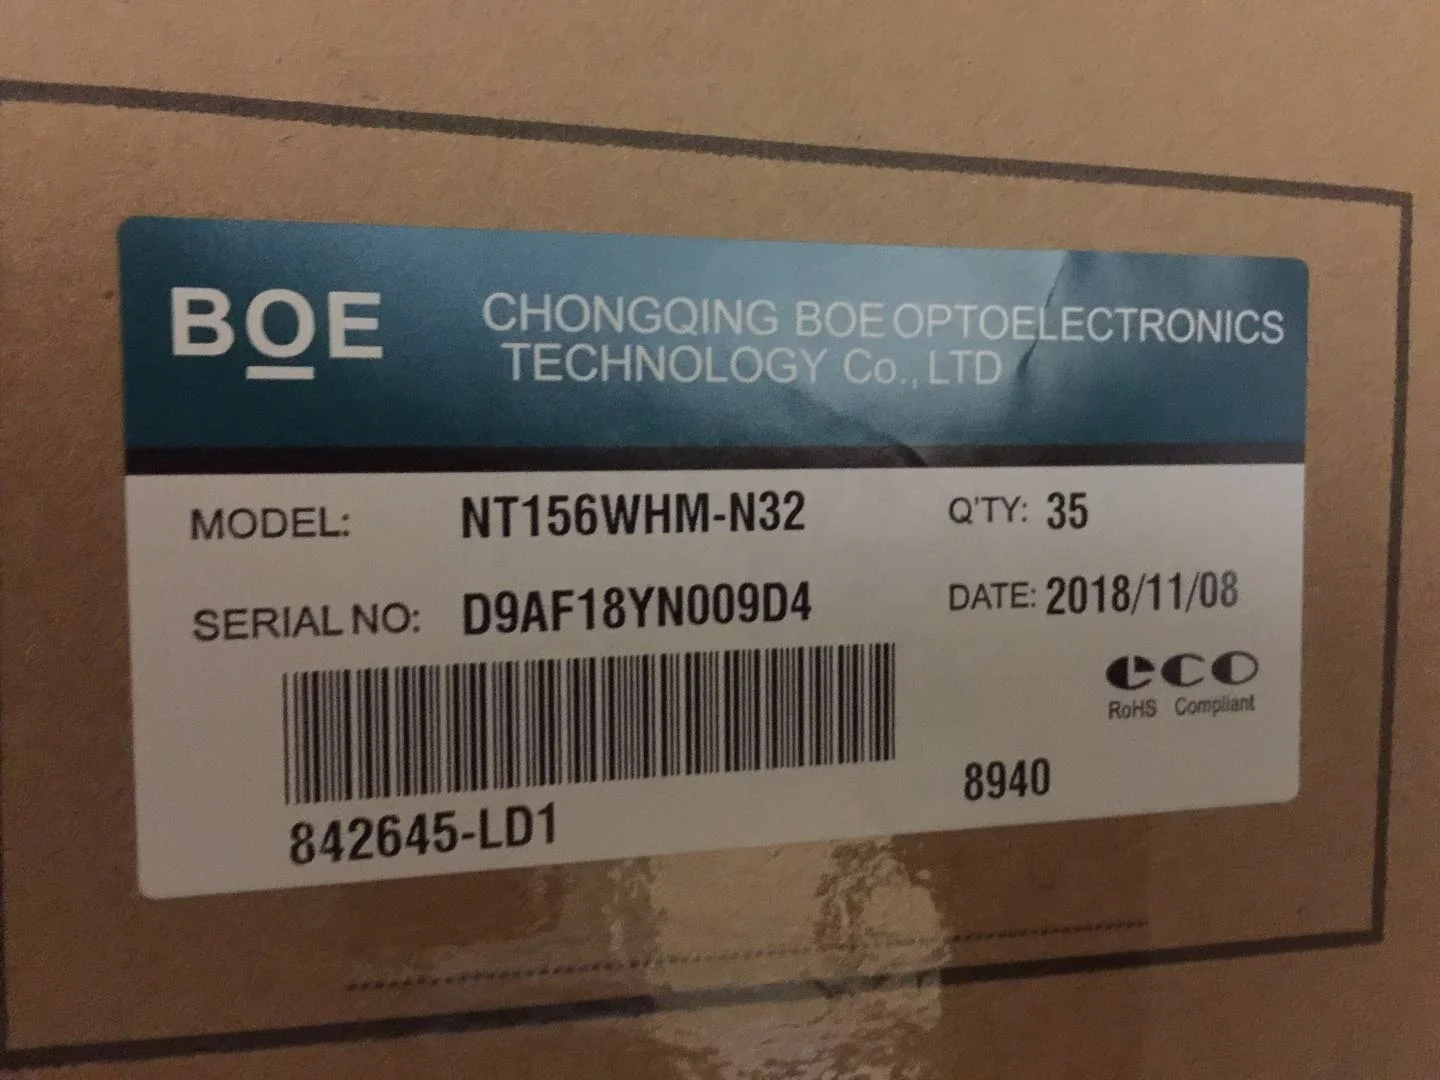 BOE
CHONGQING BOE OPTOELECTRONICS
TECHNOLOGY Co., LTD
MODEL: NT156WHM-N32 Q'TY: 35
SERIAL NO: D9AF18YN009D4 DATE: 2018/11/08
eco
RoHS Compliant
8940
842645-LD1